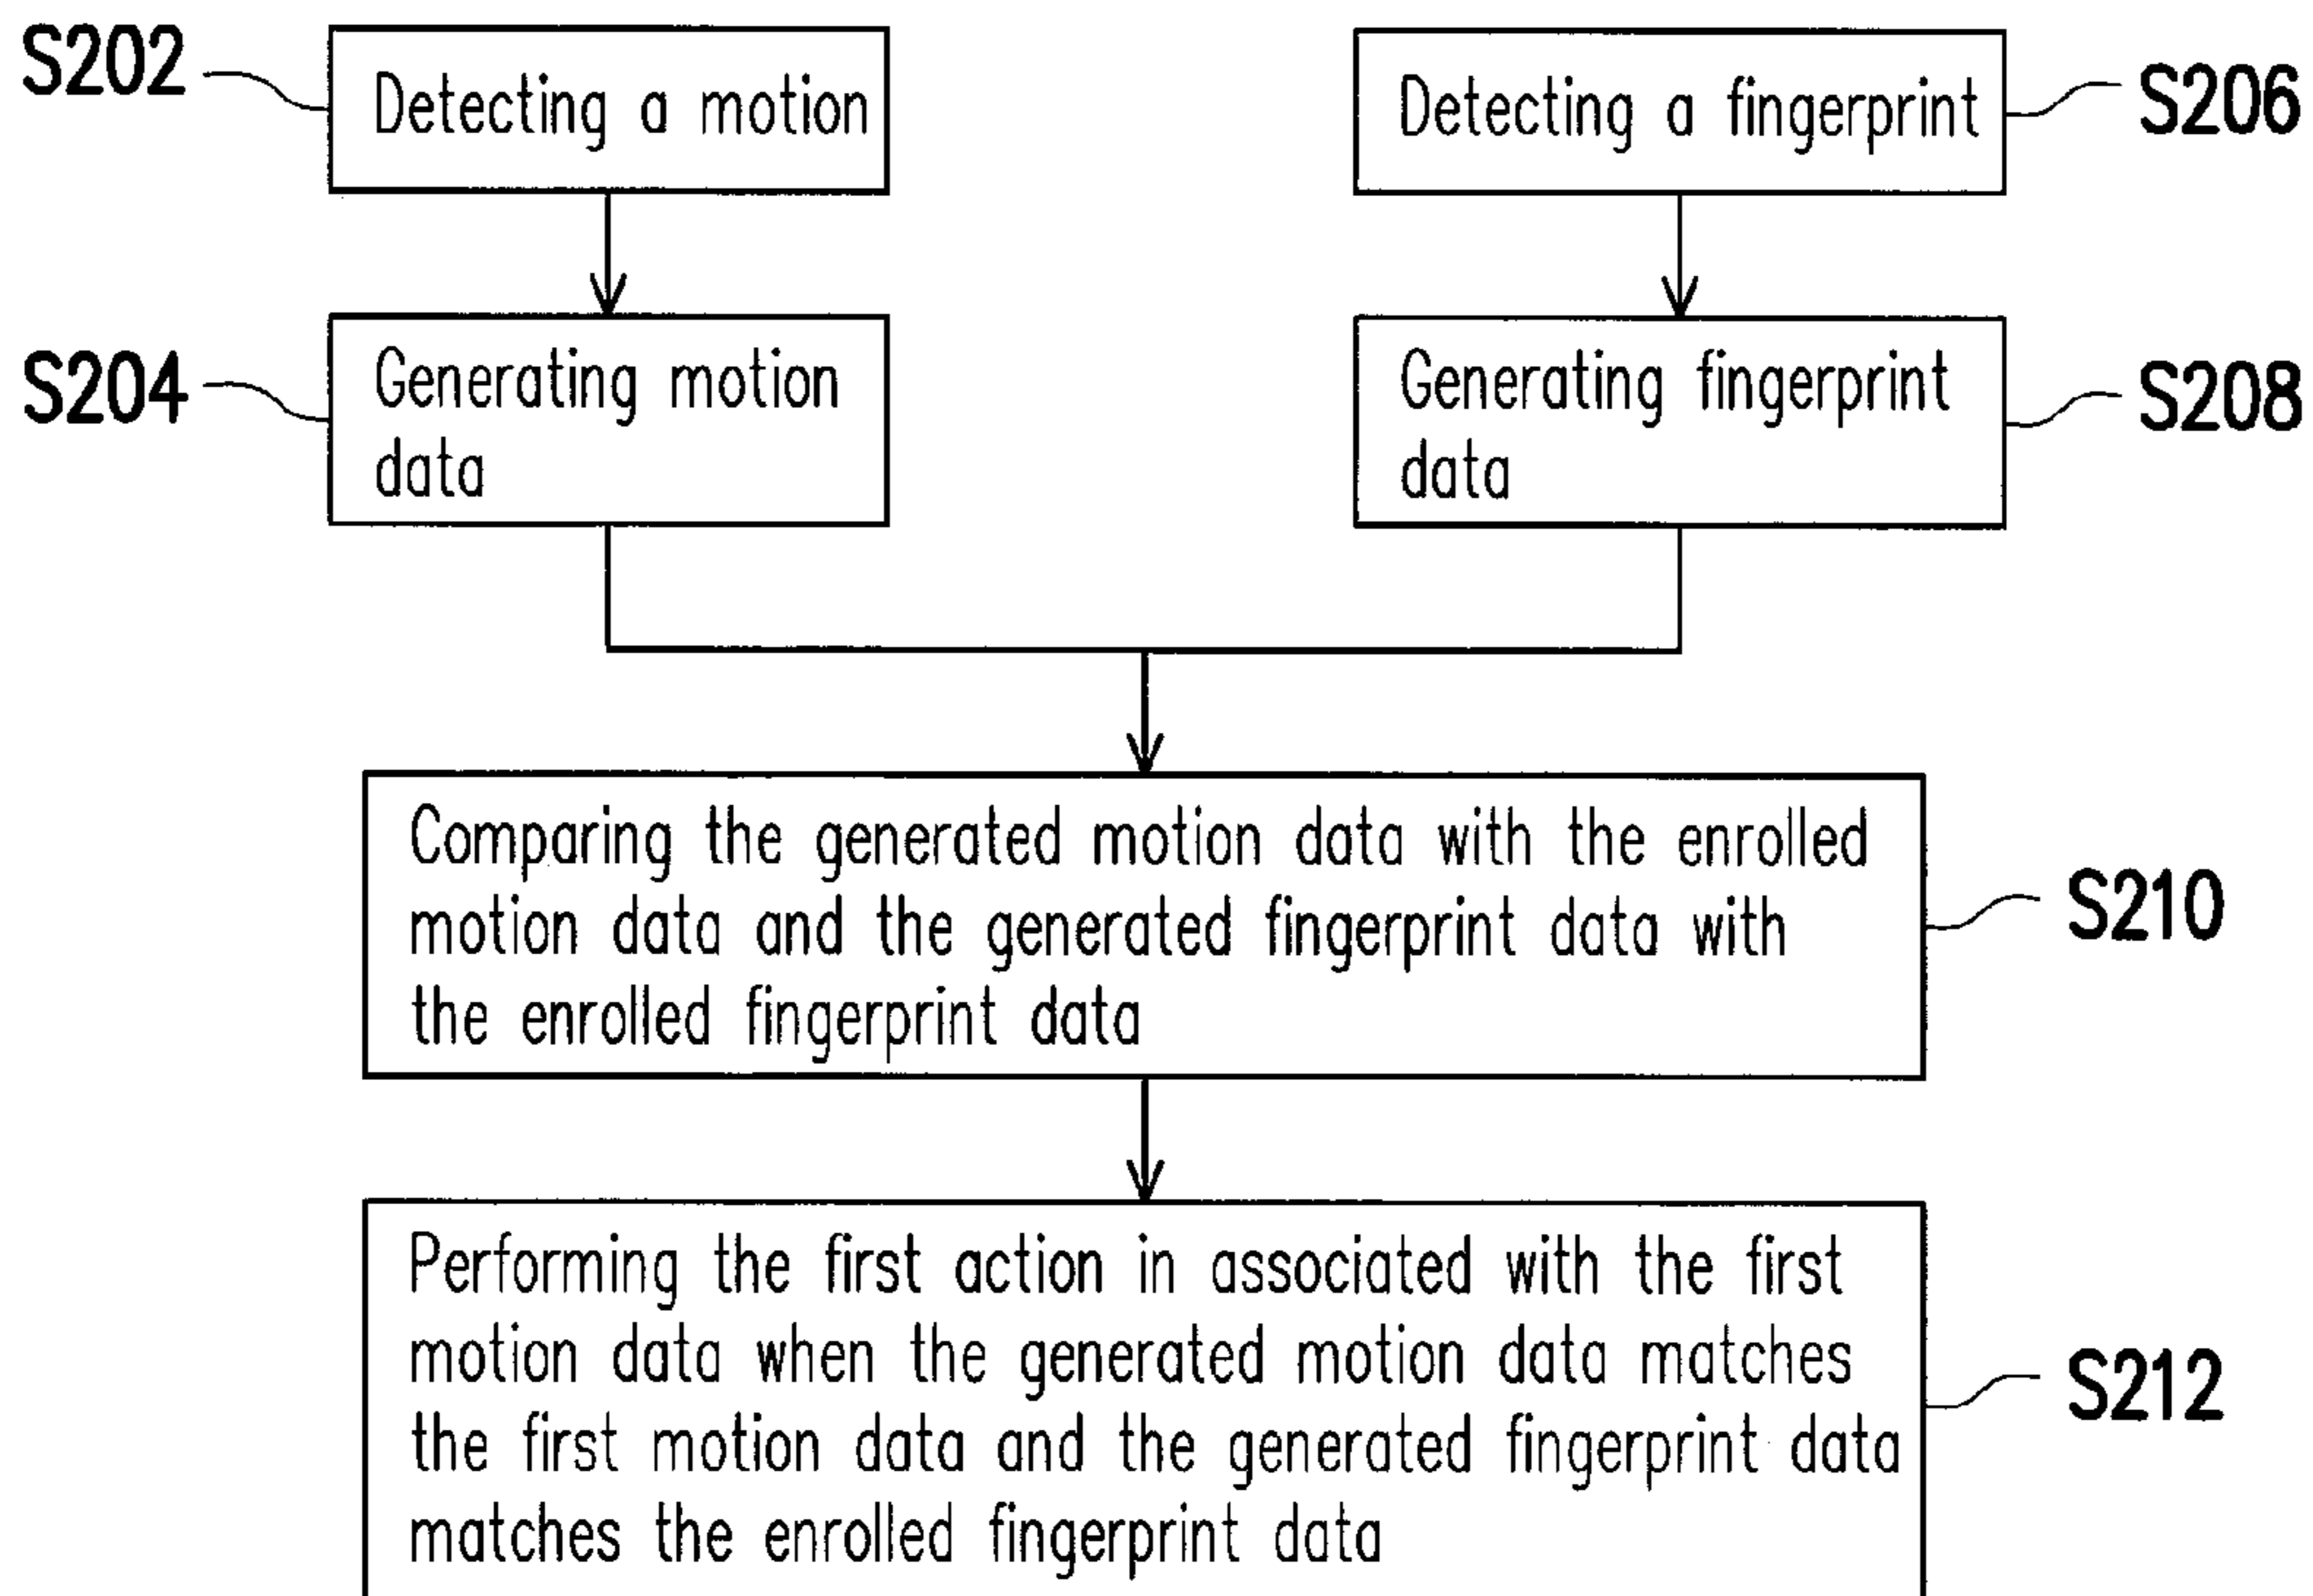 S202
Detecting a motion
Detecting a fingerprint
S206
S204
Generating motion
data
Generating fingerprint
data
S208
Comparing the generated motion data with the enrolled
motion data and the generated fingerprint data with
the enrolled fingerprint data
S210
Performing the first action in associated with the first
motion data when the generated motion data matches
the first motion data and the generated fingerprint data
matches the enrolled fingerprint data
S212